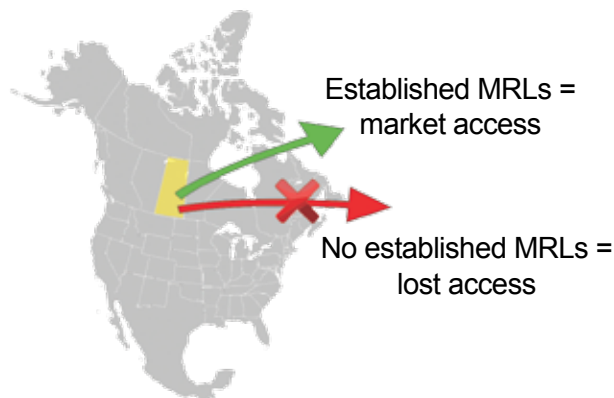 Established MRLs =
market access
No established MRLs =
lost access